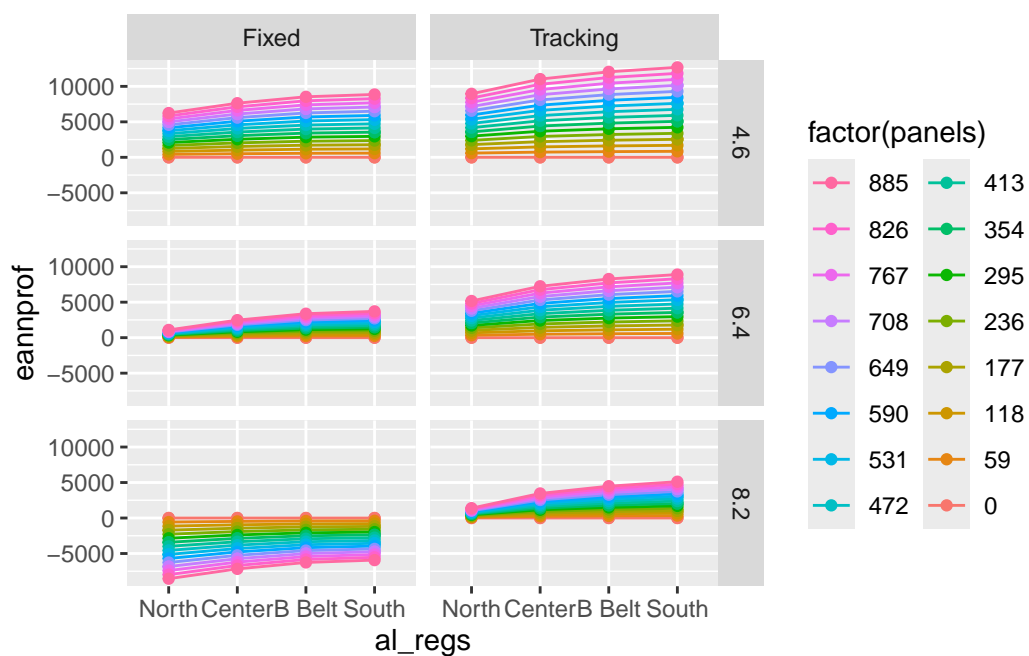 Fixed
Tracking
10000
5000
0
−5000
4.6
10000
5000
0
−5000
6.4
10000
5000
0
−5000
8.2
North
Center
B Belt
South
North
Center
B Belt
South
al_regs
eannprof
factor(panels)
885
826
767
708
649
590
531
472
413
354
295
236
177
118
59
0